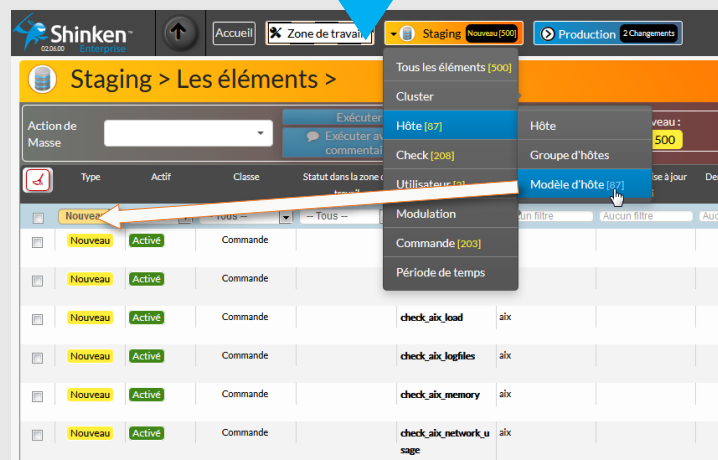 Shinken
02.06.00 Enterprise
Accueil
Zone de travail
Staging Nouveau [500]
Production 2 Changements
Staging > Les éléments >
Tous les éléments [500]
Cluster
Hôte [87]
Check [208]
Modulation
Commande [203]
Période de temps
Hôte
Groupe d'hôtes
Modèle d'hôte [87]
Action de
Masse
Exécuter
Exécuter
commentai
500
Type Actif Classe Statut dans la zone
Tous -- -- Tous --
filtre Aucun filtre
Nouveau Activé Commande
Nouveau Activé Commande
Nouveau Activé Commande check_aix_load aix
Nouveau Activé Commande check_aix_logfiles aix
Nouveau Activé Commande check_aix_memory aix
Nouveau Activé Commande check_aix_network_u aix
sage